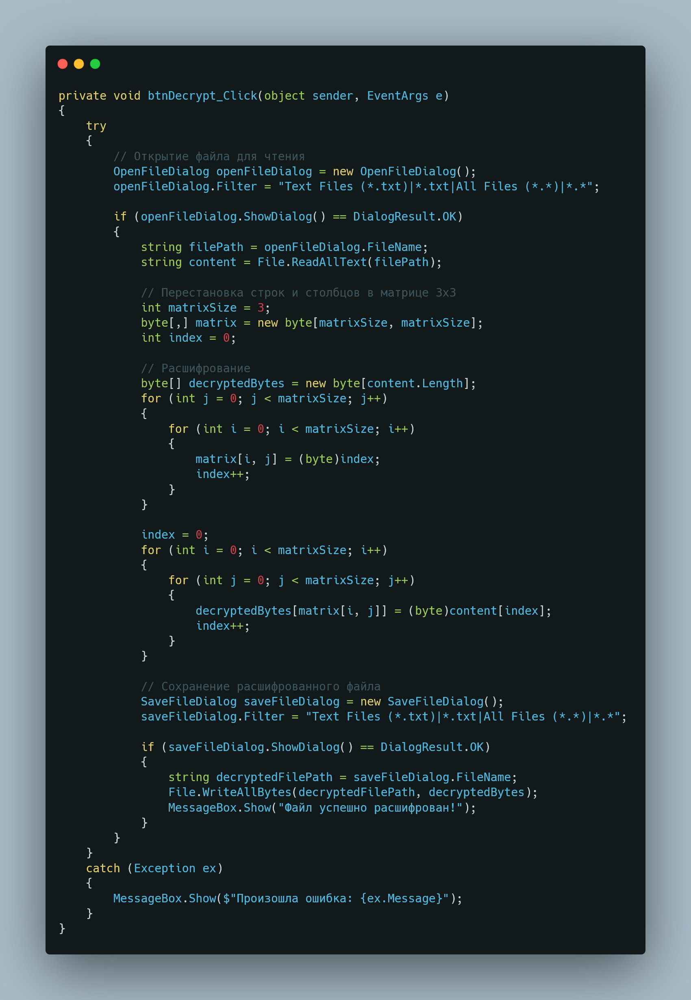 private void btnDecrypt_Click(object sender, EventArgs e)
{
    try
    {
        // Открытие файла для чтения
        OpenFileDialog openFileDialog = new OpenFileDialog();
        openFileDialog.Filter = "Text Files (*.txt)|*.txt|All Files (*.*)|*.*";

        if (openFileDialog.ShowDialog() == DialogResult.OK)
        {
            string filePath = openFileDialog.FileName;
            string content = File.ReadAllText(filePath);

            // Перестановка строк и столбцов в матрице 3x3
            int matrixSize = 3;
            byte[,] matrix = new byte[matrixSize, matrixSize];
            int index = 0;

            // Расшифрование
            byte[] decryptedBytes = new byte[content.Length];
            for (int j = 0; j < matrixSize; j++)
            {
                for (int i = 0; i < matrixSize; i++)
                {
                    matrix[i, j] = (byte)index;
                    index++;
                }
            }

            index = 0;
            for (int i = 0; i < matrixSize; i++)
            {
                for (int j = 0; j < matrixSize; j++)
                {
                    decryptedBytes[matrix[i, j]] = (byte)content[index];
                    index++;
                }
            }

            // Сохранение расшифрованного файла
            SaveFileDialog saveFileDialog = new SaveFileDialog();
            saveFileDialog.Filter = "Text Files (*.txt)|*.txt|All Files (*.*)|*.*";

            if (saveFileDialog.ShowDialog() == DialogResult.OK)
            {
                string decryptedFilePath = saveFileDialog.FileName;
                File.WriteAllBytes(decryptedFilePath, decryptedBytes);
                MessageBox.Show("Файл успешно расшифрован!");
            }
        }
    }
    catch (Exception ex)
    {
        MessageBox.Show($"Произошла ошибка: {ex.Message}");
    }
}